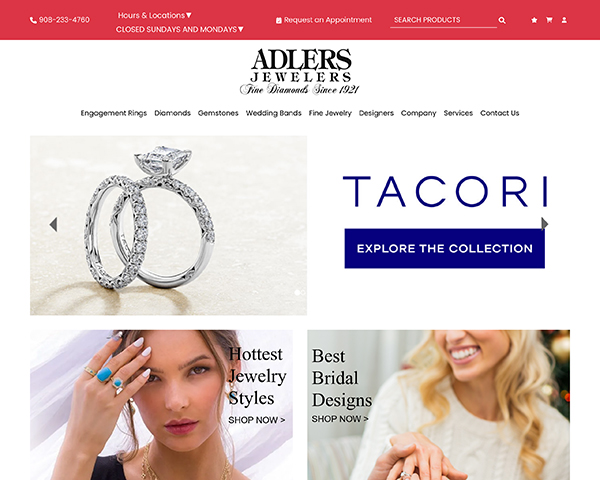 908-233-4760
Hours & Locations▼
CLOSED SUNDAYS AND MONDAYS▼
Request an Appointment
SEARCH PRODUCTS
ADLERS
JEWELERS
Fine Diamonds Since 1921
Engagement Rings Diamonds Gemstones Wedding Bands Fine Jewelry Designers Company Services Contact Us
TACORI
EXPLORE THE COLLECTION
Hottest
Jewelry
Styles
SHOP NOW >
Best
Bridal
Designs
SHOP NOW >